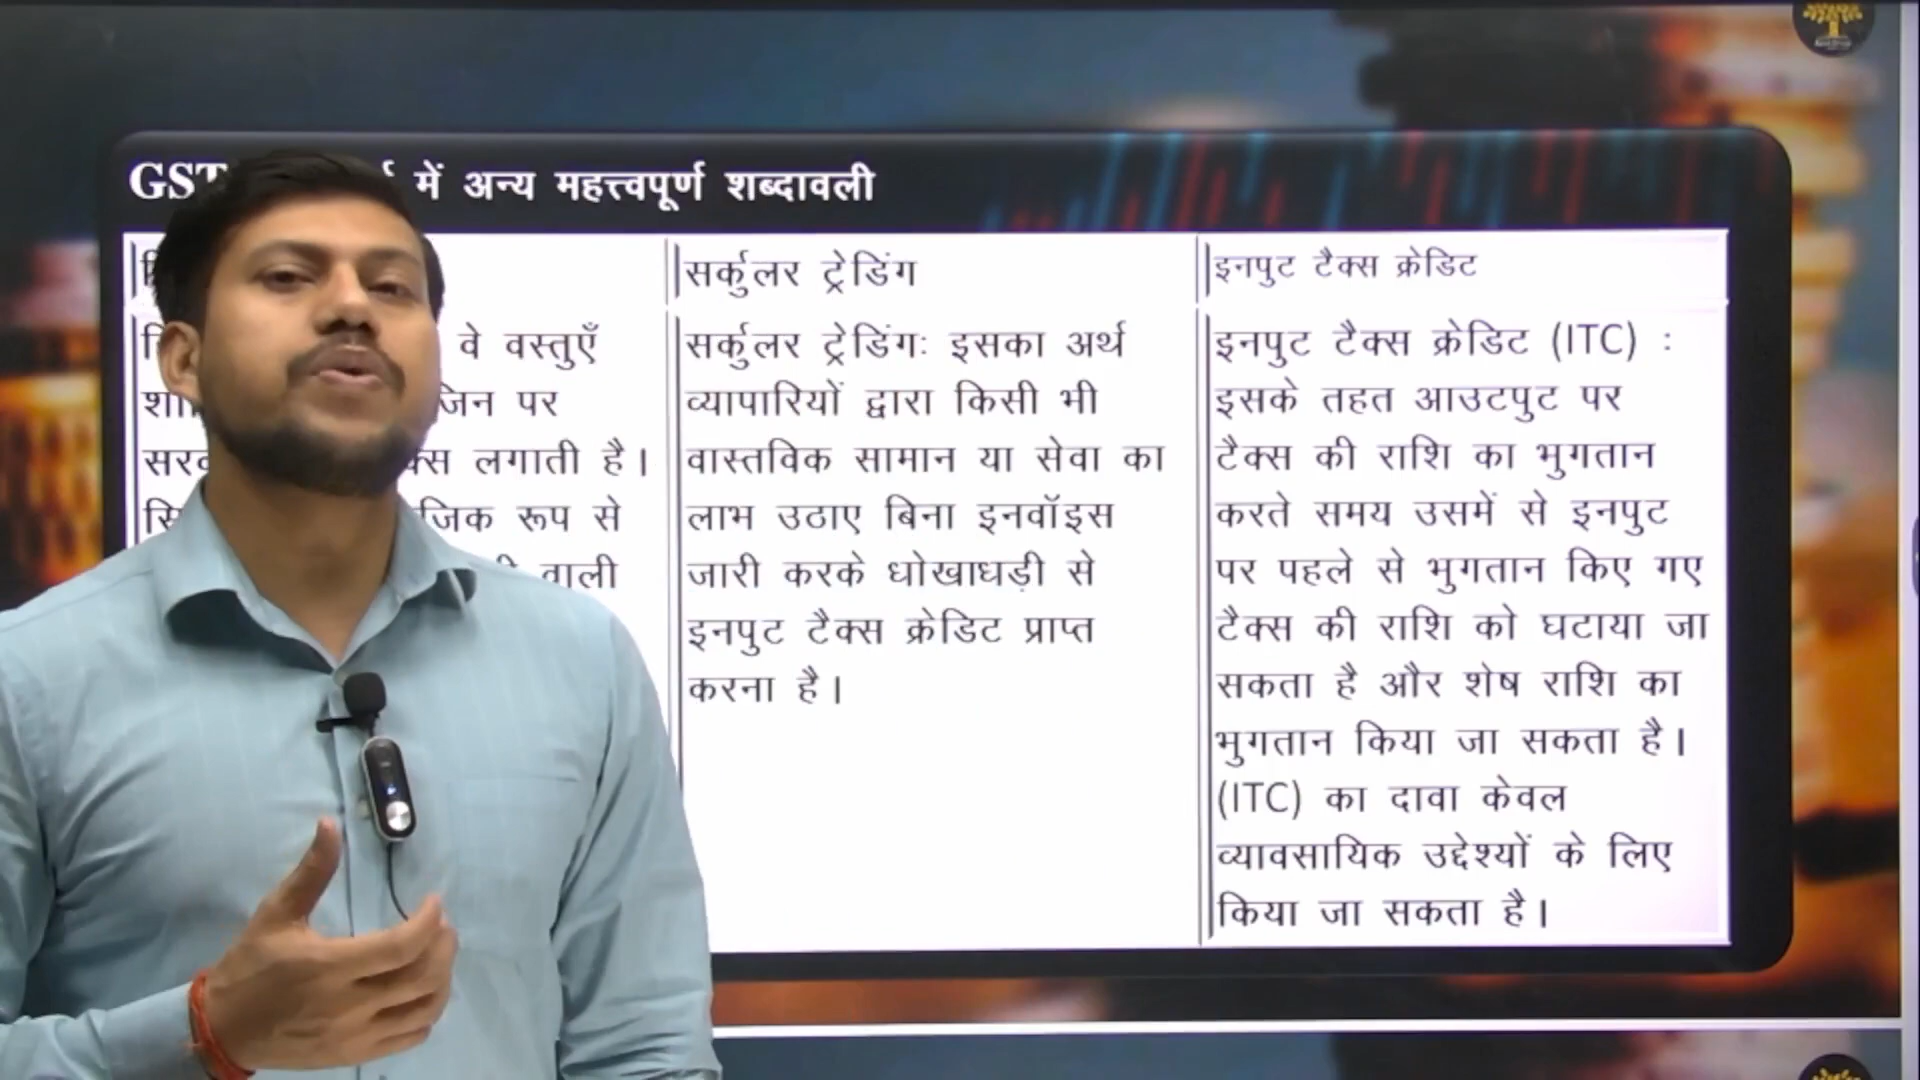 GST में अन्य महत्त्वपूर्ण शब्दावली
वे वस्तुएँ
जिन पर
लगाती है।
रूप से
वाली
सर्कुलर ट्रेडिंग
सर्कुलर ट्रेडिंगः इसका अर्थ
व्यापारियों द्वारा किसी भी
वास्तविक सामान या सेवा का
लाभ उठाए बिना इनवॉइस
जारी करके धोखाधड़ी से
इनपुट टैक्स क्रेडिट प्राप्त
करना है।
इनपुट टैक्स क्रेडिट
इनपुट टैक्स क्रेडिट (ITC) :
इसके तहत आउटपुट पर
टैक्स की राशि का भुगतान
करते समय उसमें से इनपुट
पर पहले से भुगतान किए गए
टैक्स की राशि को घटाया जा
सकता है और शेष राशि का
भुगतान किया जा सकता है।
(ITC) का दावा केवल
व्यावसायिक उद्देश्यों के लिए
किया जा सकता है।